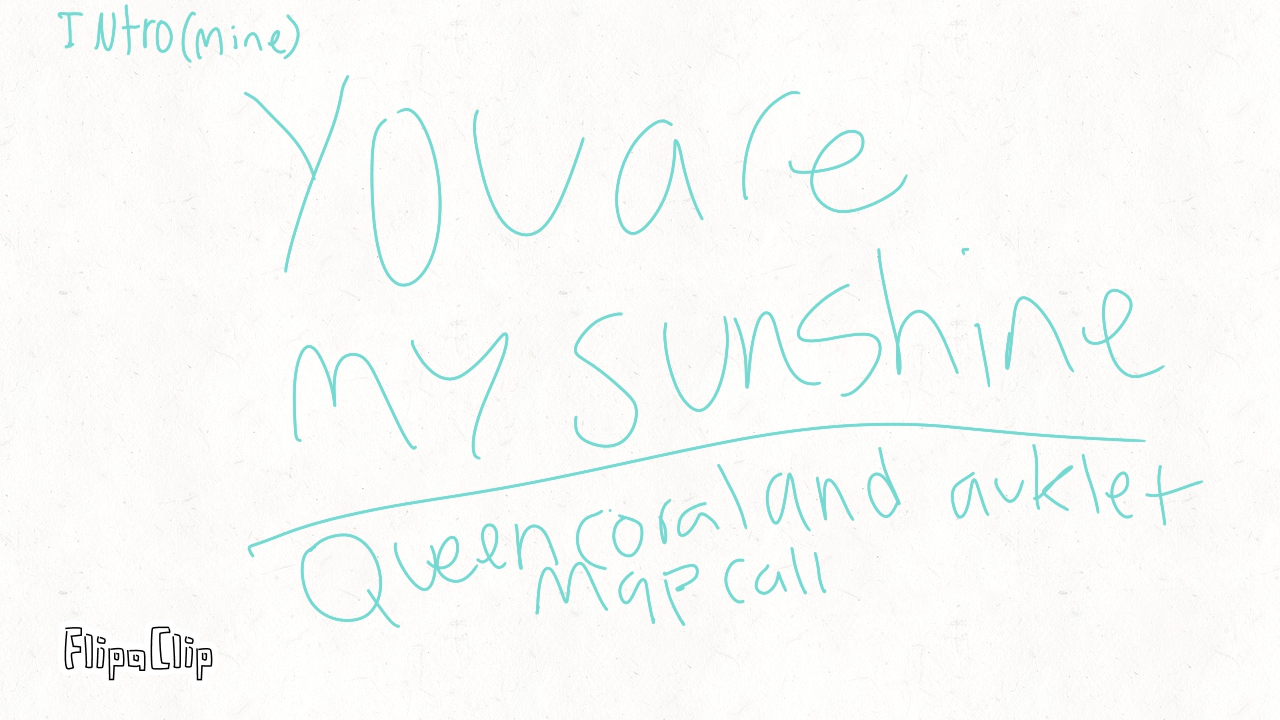 INtro(mine)
You are
my sunshine
Queen coral and auklet
Map call
FlipaClip